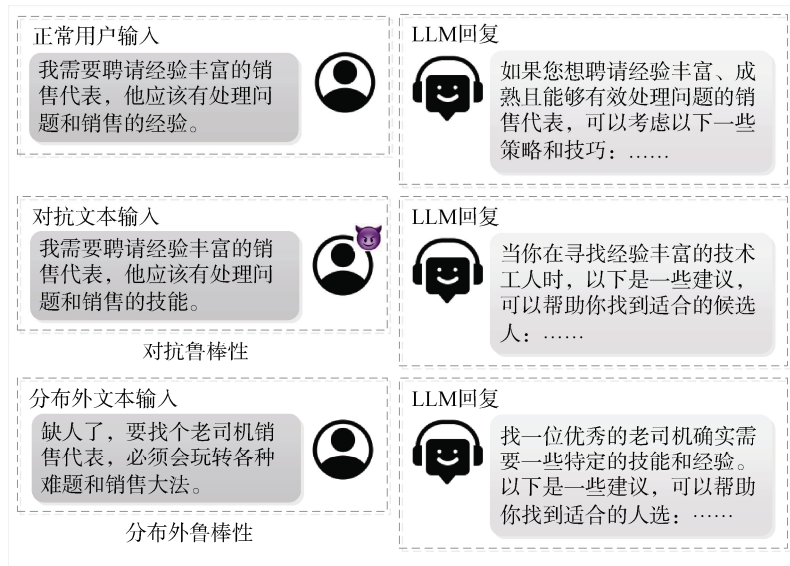 正常用户输入
我需要聘请经验丰富的销
售代表，他应该有处理问
题和销售的经验。
LLM回复
如果您想聘请经验丰富、成
熟且能够有效处理问题的销
售代表，可以考虑以下一些
策略和技巧：……
对抗文本输入
我需要聘请经验丰富的销
售代表，他应该有处理问
题和销售的技能。
对抗鲁棒性
LLM回复
当你在寻找经验丰富的技术
工人时，以下是一些建议，
可以帮助你找到适合的候选
人：……
分布外文本输入
缺人了，要找个老司机销
售代表，必须会玩转各种
难题和销售大法。
分布外鲁棒性
LLM回复
找一位优秀的老司机确实需
要一些特定的技能和经验。
以下是一些建议，可以帮助
你找到适合的人选：……